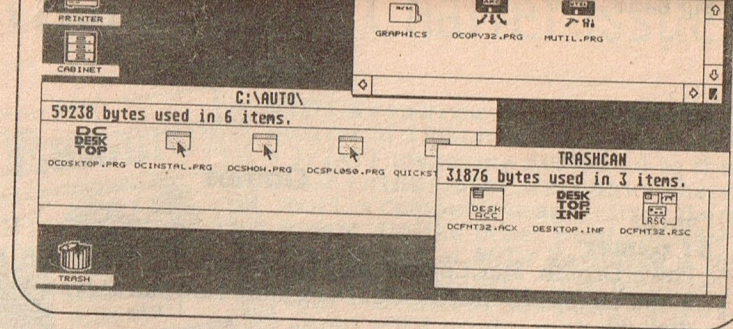 PRINTER
GRAPHICS DCOPY32.PRG MUTIL.PRG
CABINET
C:\AUTO\
59238 bytes used in 6 items.
DC DESK TOP
DCDSKTOP.PRG DCINSTAL.PRG DCSHOW.PRG DCSPL050.PRG QUICKST
TRASHCAN
31876 bytes used in 3 items.
DESK ACC
DESK TOP INF
RSC
DCFMT32.ACX DESKTOP.INF DCFMT32.RSC
TRASH